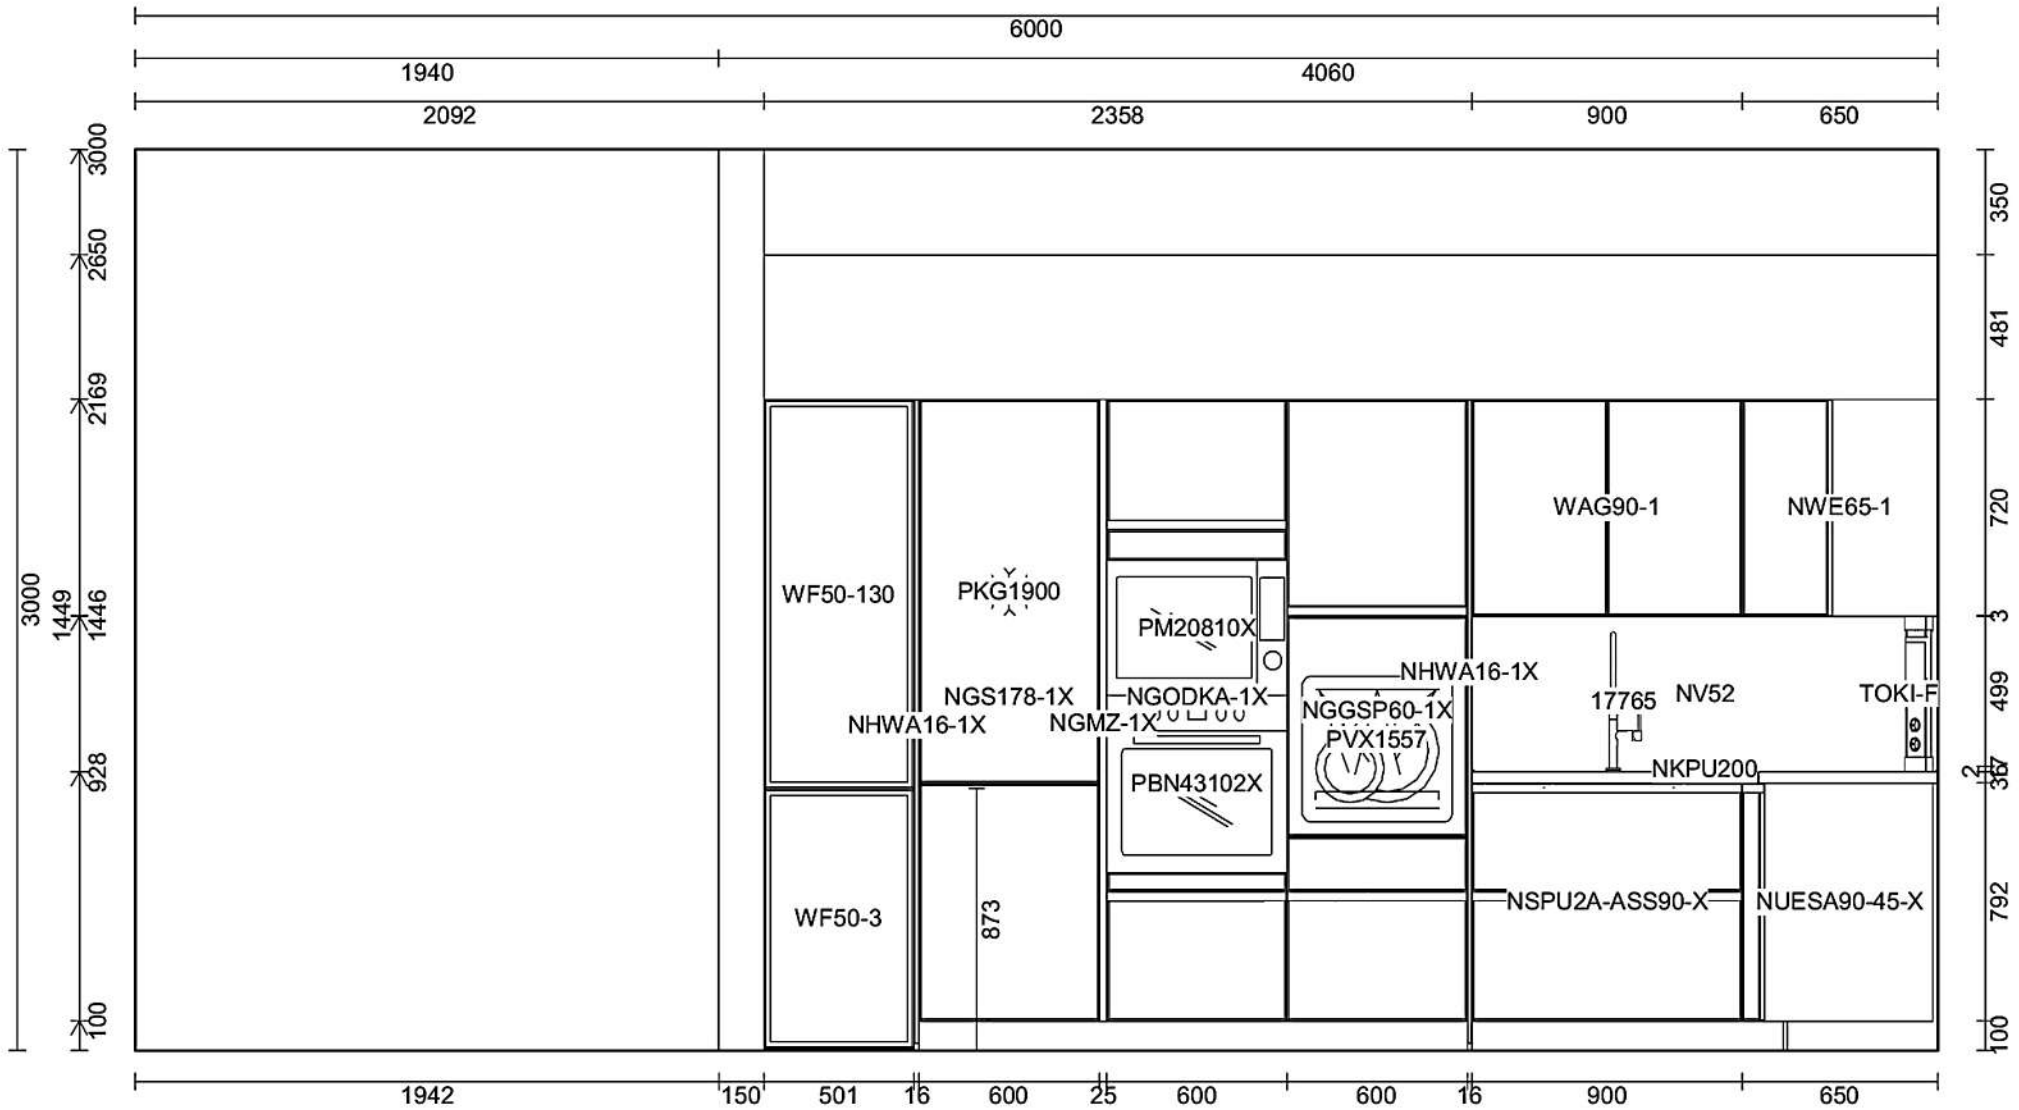 6000
1940 4060
2092 2358 900 650
3000
3000
2650
2169
1449
1446
928
100
350
481
720
3
499
2
792
100
WAG90-1 NWE65-1
WF50-130 PKG1900
PM20810X
NHWA16-1X
NGS178-1X NGODKA-1X 17765 NV52 TOKI-F
NHWA16-1X NGMZ-1X NGGSP60-1X
PVX1557
NKPU200
PBN43102X
WF50-3 873 NSPU2A-ASS90-X NUESA90-45-X
1942 150 501 16 600 25 600 600 16 900 650